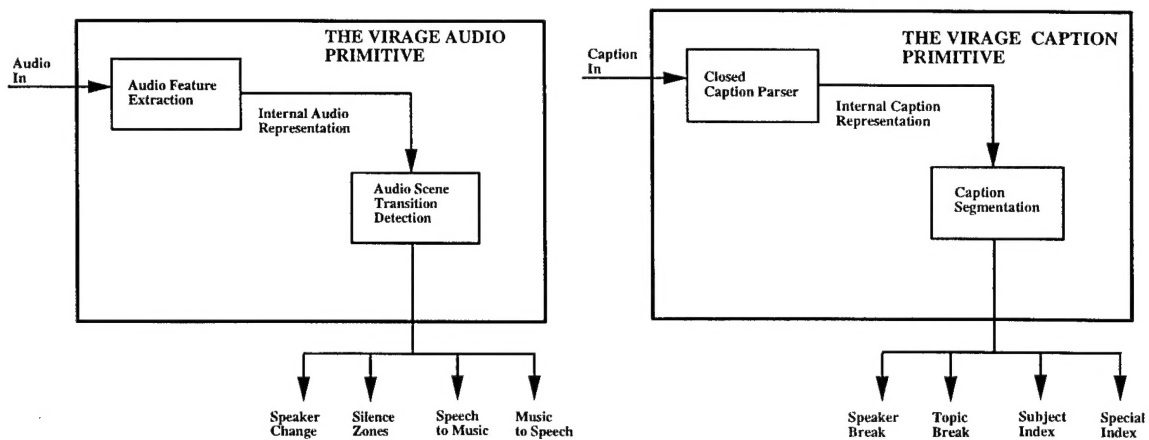 THE VIRAGE AUDIO
PRIMITIVE
Audio
In
Audio Feature
Extraction
Internal Audio
Representation
Audio Scene
Transition
Detection
Speaker
Change
Silence
Zones
Speech
to Music
Music
to Speech
THE VIRAGE CAPTION
PRIMITIVE
Caption
In
Closed
Caption Parser
Internal Caption
Representation
Caption
Segmentation
Speaker
Break
Topic
Break
Subject
Index
Special
Index